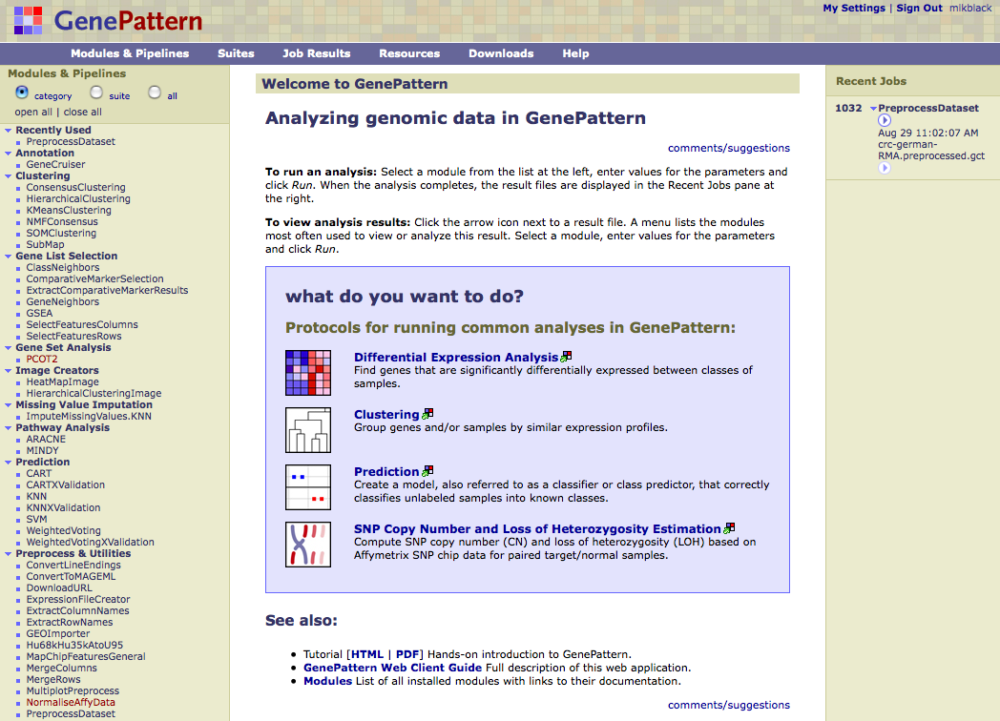 GenePattern
My Settings | Sign Out mikblack
Modules & Pipelines Suites Job Results Resources Downloads Help
Modules & Pipelines
category suite all
open all | close all
Recently Used
PreprocessDataset
Annotation
GeneCruiser
Clustering
ConsensusClustering
HierarchicalClustering
KMeansClustering
NMFConsensus
SOMClustering
SubMap
Gene List Selection
ClassNeighbors
ComparativeMarkerSelection
ExtractComparativeMarkerResults
GeneNeighbors
GSEA
SelectFeaturesColumns
SelectFeaturesRows
Gene Set Analysis
PCOT2
Image Creators
HeatMapImage
HierarchicalClusteringImage
Missing Value Imputation
ImputeMissingValues.KNN
Pathway Analysis
ARACNE
MINDY
Prediction
CART
CARTXValidation
KNN
KNNXValidation
SVM
WeightedVoting
WeightedVotingXValidation
Preprocess & Utilities
ConvertLineEndings
ConvertToMAGEML
DownloadURL
ExpressionFileCreator
ExtractColumnNames
ExtractRowNames
GEOImporter
Hu68kHu35kAtoU95
MapChipFeaturesGeneral
MergeColumns
MergeRows
MultiplotPreprocess
NormaliseAffyData
PreprocessDataset
Welcome to GenePattern
Analyzing genomic data in GenePattern
comments/suggestions
To run an analysis: Select a module from the list at the left, enter values for the parameters and
click Run. When the analysis completes, the result files are displayed in the Recent Jobs pane at
the right.
To view analysis results: Click the arrow icon next to a result file. A menu lists the modules
most often used to view or analyze this result. Select a module, enter values for the parameters
and click Run.
what do you want to do?
Protocols for running common analyses in GenePattern:
Differential Expression Analysis
Find genes that are significantly differentially expressed between classes of
samples.
Clustering
Group genes and/or samples by similar expression profiles.
Prediction
Create a model, also referred to as a classifier or class predictor, that correctly
classifies unlabeled samples into known classes.
SNP Copy Number and Loss of Heterozygosity Estimation
Compute SNP copy number (CN) and loss of heterozygosity (LOH) based on
Affymetrix SNP chip data for paired target/normal samples.
See also:
Tutorial [HTML | PDF] Hands-on introduction to GenePattern.
GenePattern Web Client Guide Full description of this web application.
Modules List of all installed modules with links to their documentation.
comments/suggestions
Recent Jobs
1032 PreprocessDataset
Aug 29 11:02:07 AM
crc-german-
RMA.preprocessed.gct